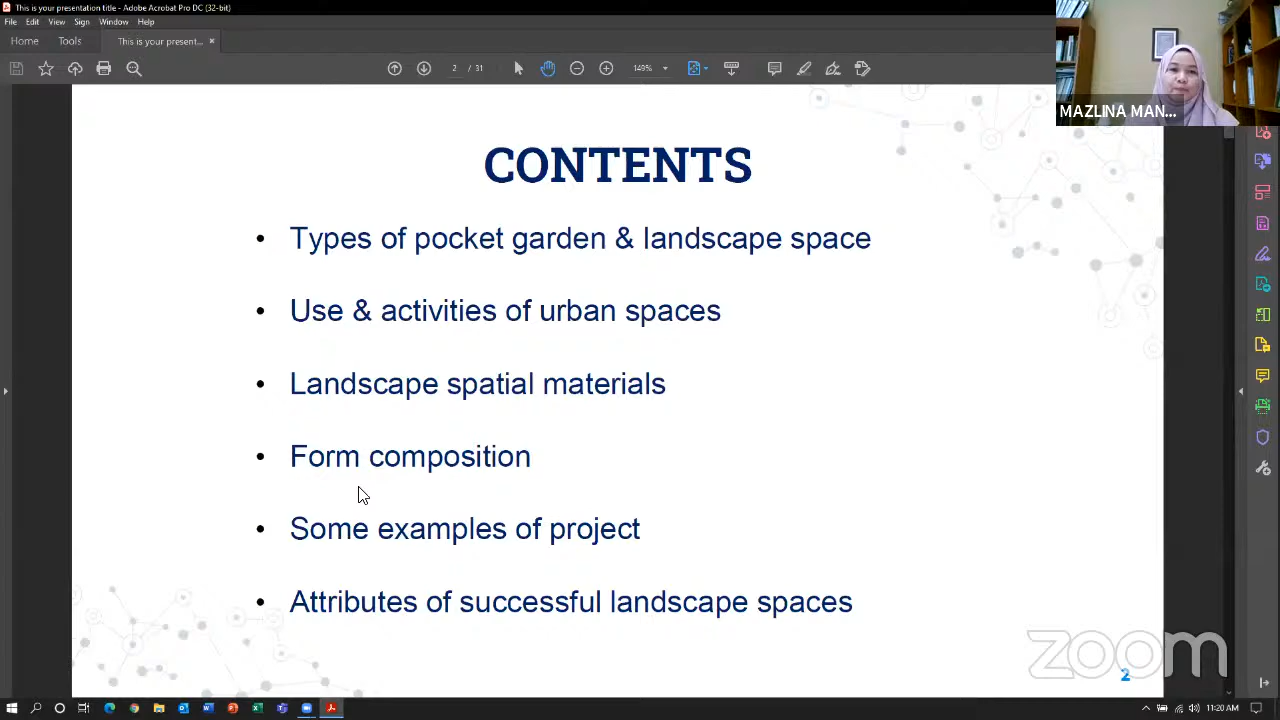 This is your presentation title - Adobe Acrobat Pro DC (32-bit)
File Edit View Sign Window Help
Home Tools This is your present... ×
2 / 31 149%
MAZLINA MAN...
CONTENTS
• Types of pocket garden & landscape space
• Use & activities of urban spaces
• Landscape spatial materials
• Form composition
• Some examples of project
• Attributes of successful landscape spaces
zoom
2
11:20 AM